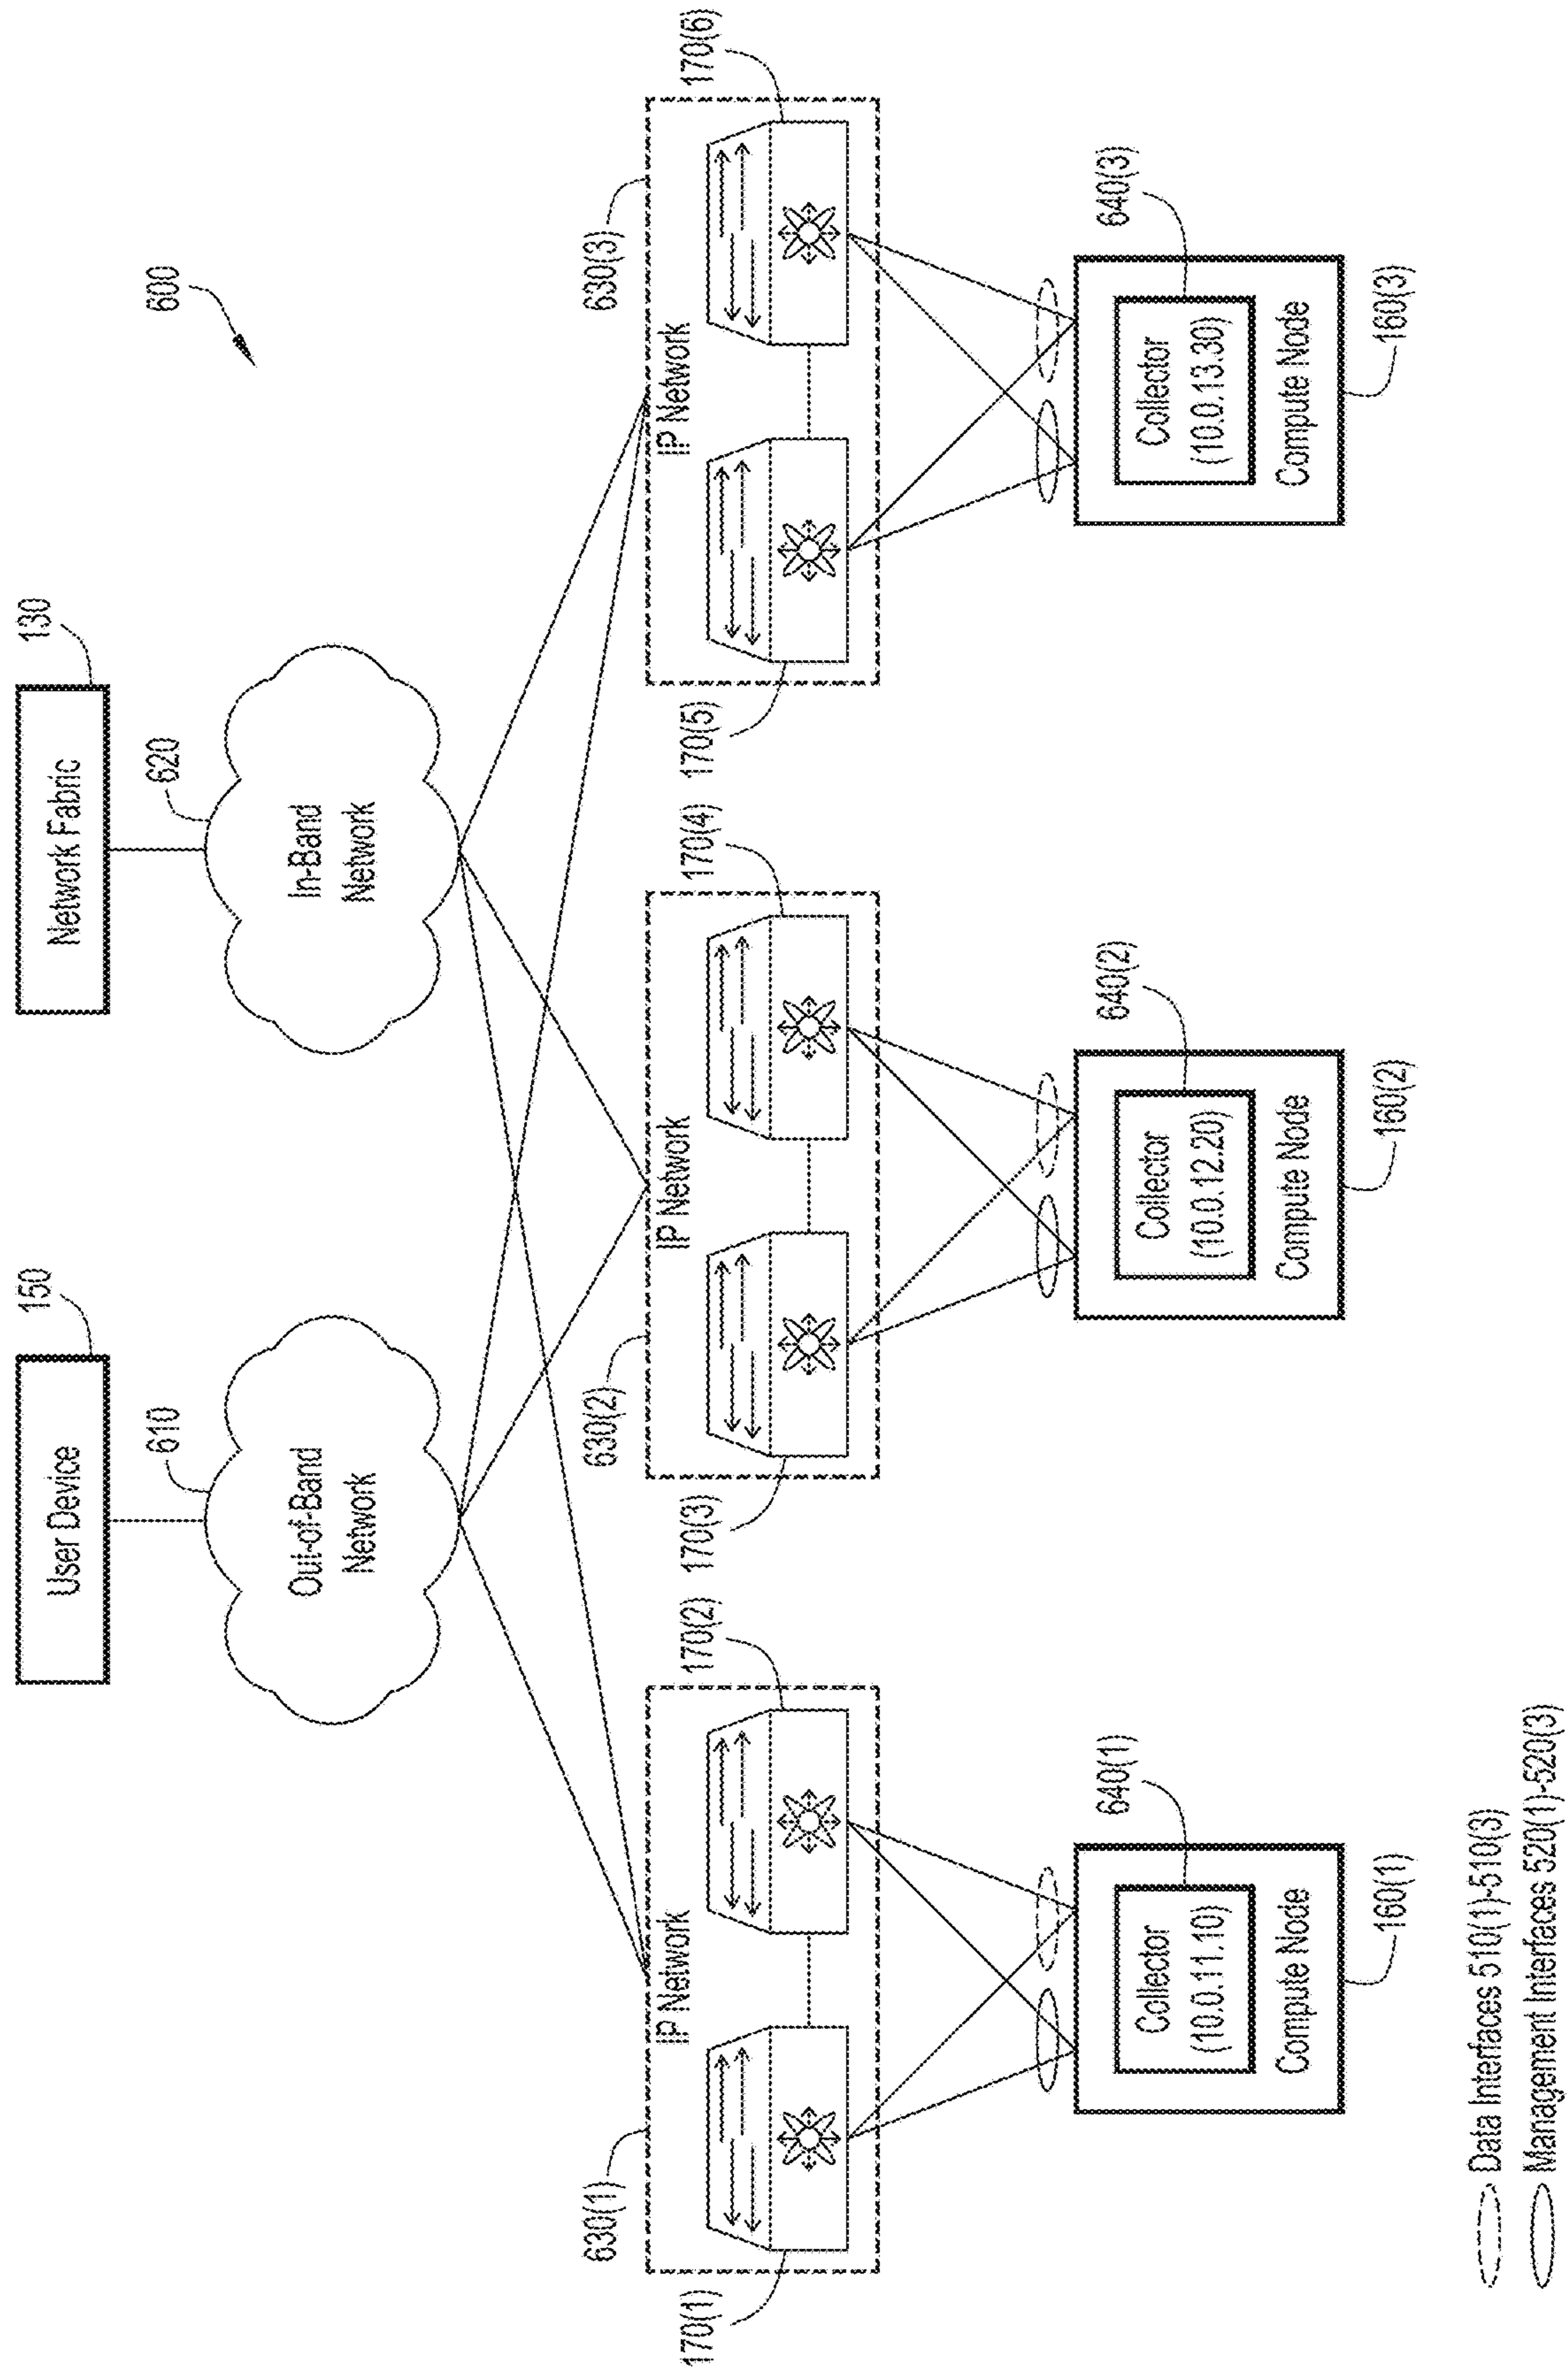 600
User Device
150
Network Fabric
130
610
Out-of-Band
Network
620
In-Band
Network
630(1)
IP Network
170(1)
170(2)
630(2)
IP Network
170(3)
170(4)
630(3)
IP Network
170(5)
170(6)
640(1)
Collector
(10.0.11.10)
Compute Node
160(1)
640(2)
Collector
(10.0.12.20)
Compute Node
160(2)
640(3)
Collector
(10.0.13.30)
Compute Node
160(3)
Data Interfaces 510(1)-510(3)
Management Interfaces 520(1)-520(3)